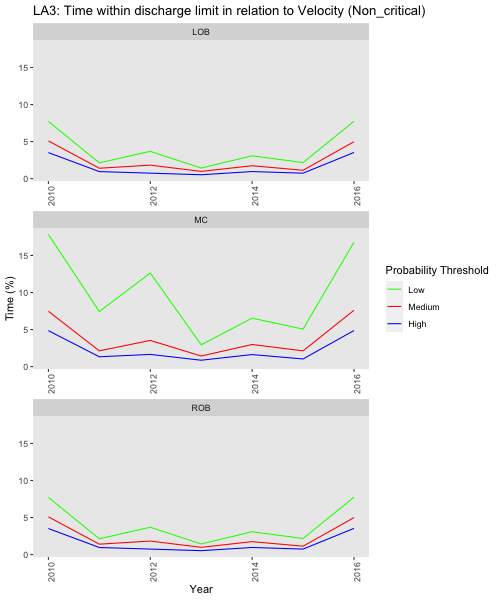 LA3: Time within discharge limit in relation to Velocity (Non_critical)
LOB
15
10
5
0
2010
2012
2014
2016
MC
15
10
5
0
2010
2012
2014
2016
ROB
15
10
5
0
2010
2012
2014
2016
Time (%)
Year
Probability Threshold
Low
Medium
High